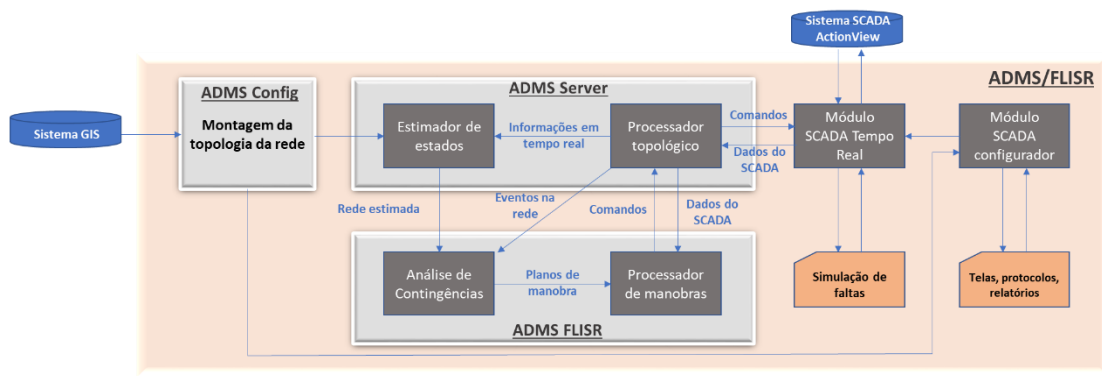 Sistema SCADA
ActionView
ADMS/FLISR
ADMS Config
Montagem da
topologia da rede
Sistema GIS
ADMS Server
Estimador de
estados
Informações em
tempo real
Processador
topológico
Comandos
Dados do
SCADA
Módulo
SCADA Tempo
Real
Módulo
SCADA
configurador
Rede estimada
Eventos na
rede
Comandos
Dados do
SCADA
Análise de
Contingências
Planos de
manobra
Processador
de manobras
ADMS FLISR
Simulação de
faltas
Telas, protocolos,
relatórios